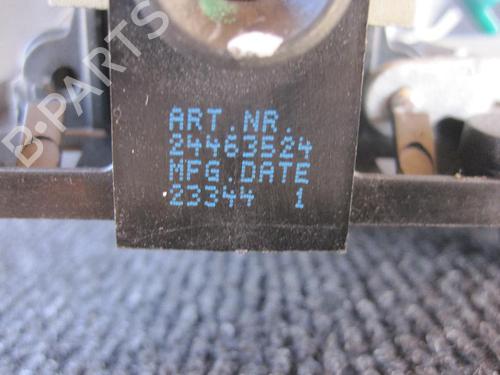 B-PARTS
ART.NR.
24463524
MFG.DATE
23344 1